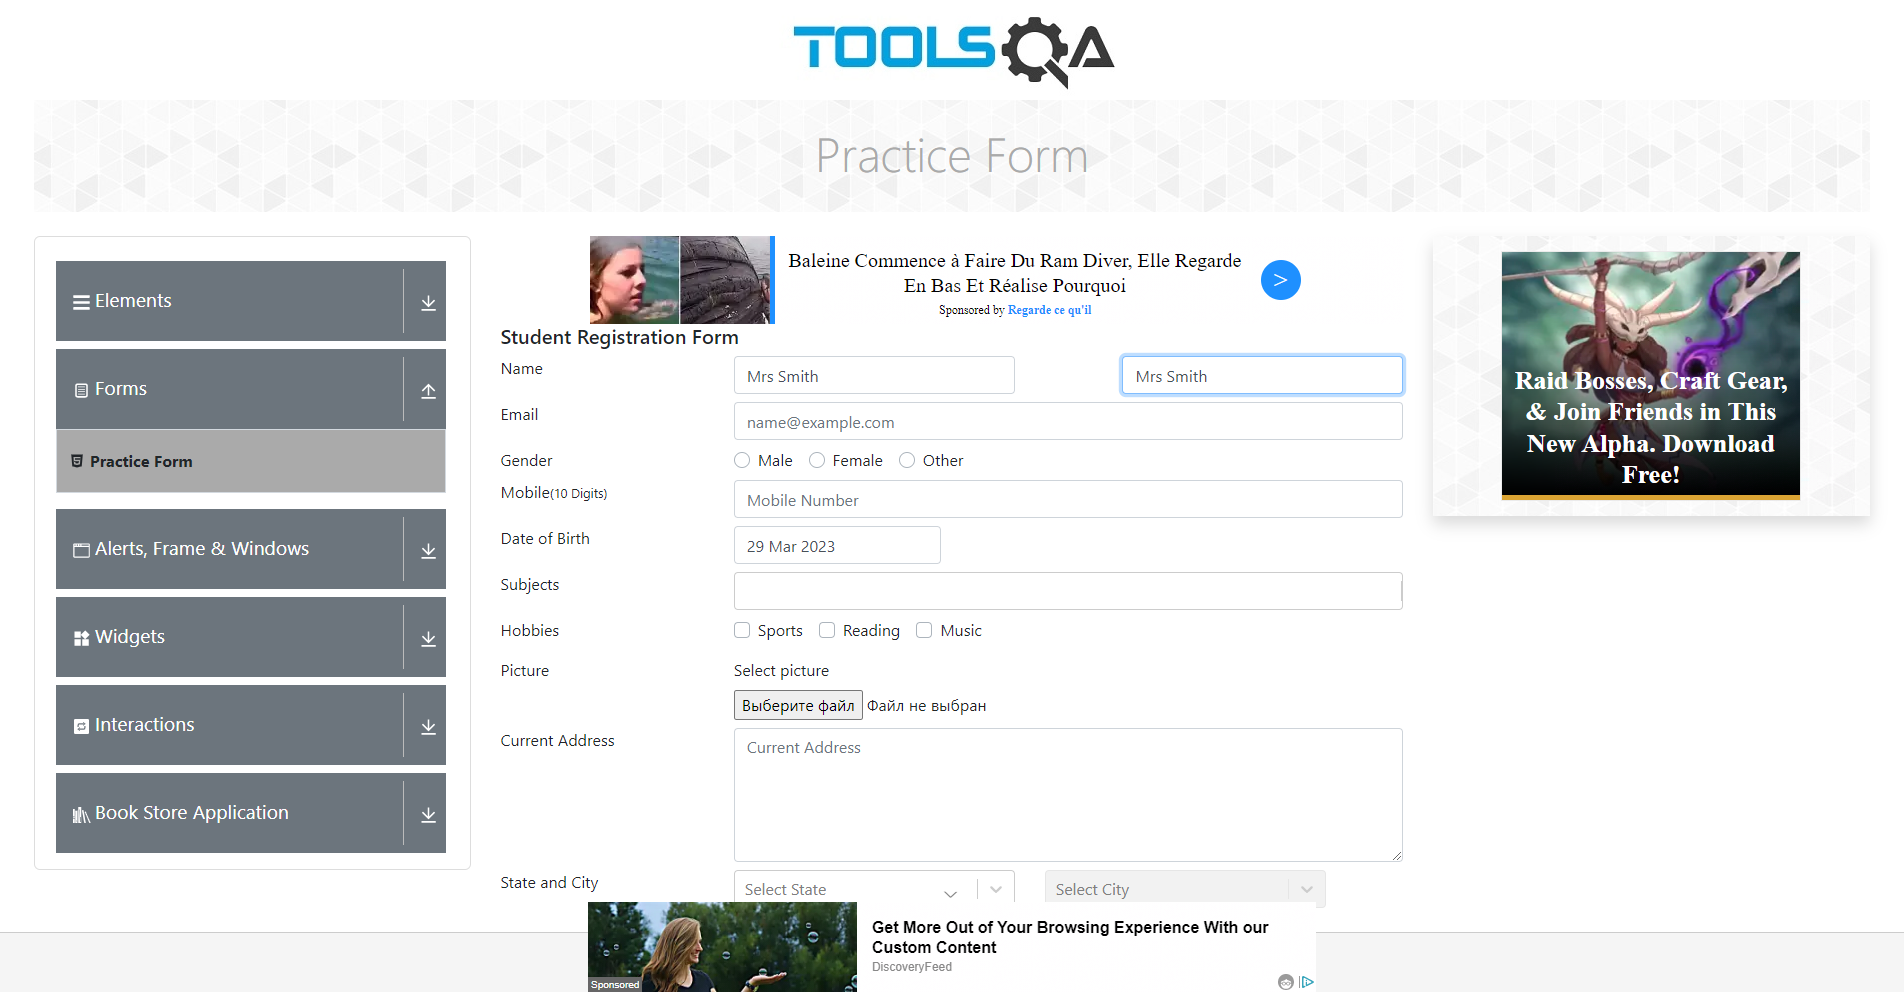 TOOLSQA
Practice Form
Elements
Forms
Practice Form
Alerts, Frame & Windows
Widgets
Interactions
Book Store Application
Baleine Commence à Faire Du Ram Diver, Elle Regarde
En Bas Et Réalise Pourquoi
Sponsored by Regarde ce qu'il
>
Student Registration Form
Name
Mrs Smith
Mrs Smith
Email
name@example.com
Gender
Male
Female
Other
Mobile(10 Digits)
Mobile Number
Date of Birth
29 Mar 2023
Subjects
Hobbies
Sports
Reading
Music
Picture
Select picture
Выберите файл
Файл не выбран
Current Address
Current Address
State and City
Select State
Select City
Raid Bosses, Craft Gear,
& Join Friends in This
New Alpha. Download
Free!
Get More Out of Your Browsing Experience With our
Custom Content
DiscoveryFeed
Sponsored